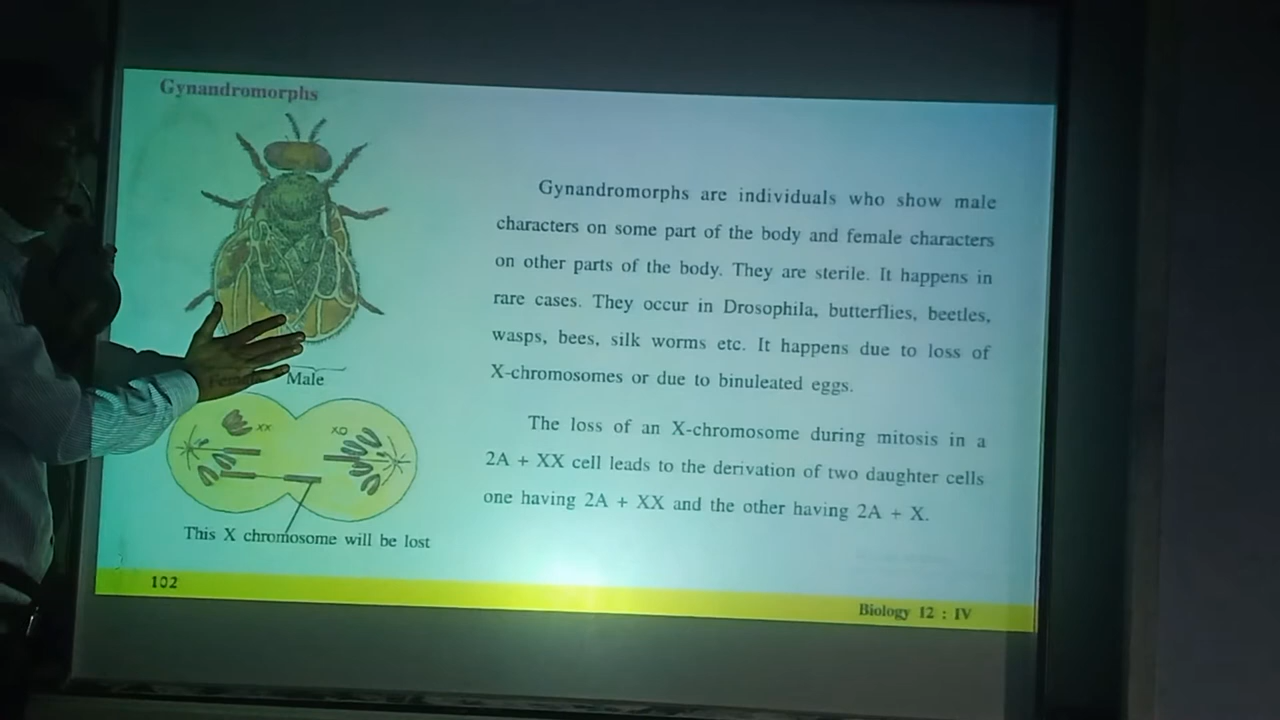 Gynandromorphs
Gynandromorphs are individuals who show male
characters on some part of the body and female characters
on other parts of the body. They are sterile. It happens in
rare cases. They occur in Drosophila, butterflies, beetles,
wasps, bees, silk worms etc. It happens due to loss of
X-chromosomes or due to binuleated eggs.
The loss of an X-chromosome during mitosis in a
2A + XX cell leads to the derivation of two daughter cells
one having 2A + XX and the other having 2A + X.
Male
XX
XO
This X chromosome will be lost
102
Biology 12 : IV